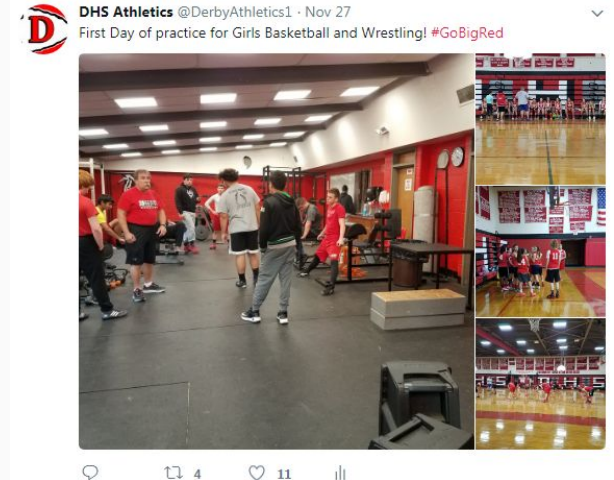 D
DHS Athletics @DerbyAthletics1 · Nov 27
First Day of practice for Girls Basketball and Wrestling! #GoBigRed
4 11